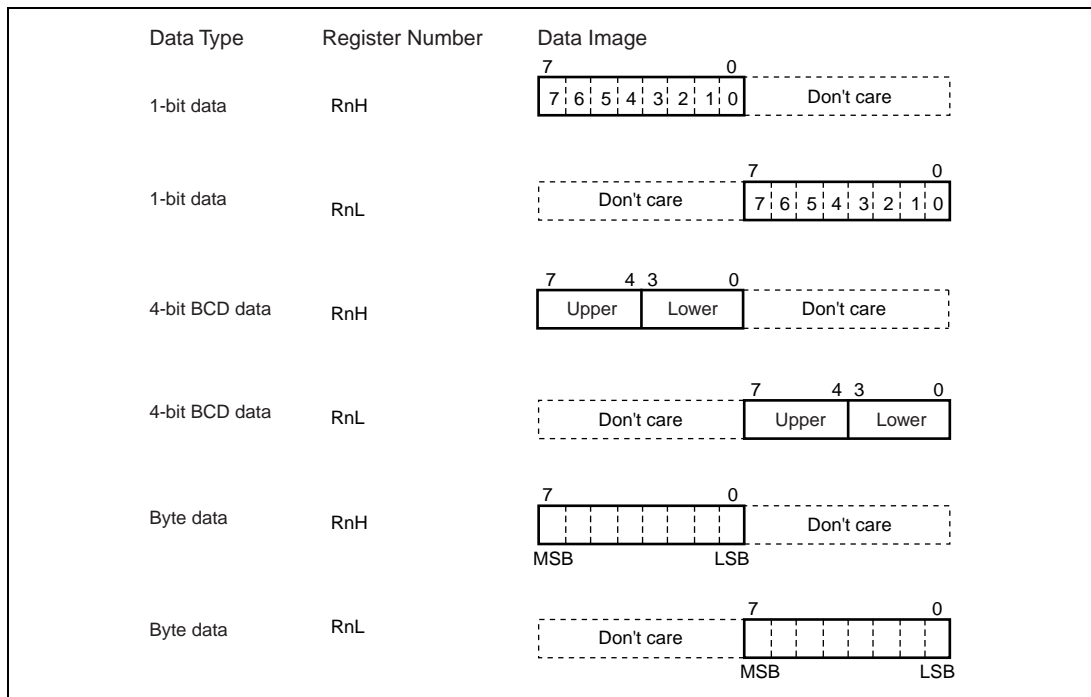 Data Type Register Number Data Image
7 0
1-bit data RnH 7 6 5 4 3 2 1 0 Don't care
7 0
1-bit data RnL Don't care 7 6 5 4 3 2 1 0
7 4 3 0
4-bit BCD data RnH Upper Lower Don't care
7 4 3 0
4-bit BCD data RnL Don't care Upper Lower
7 0
Byte data RnH Don't care
MSB LSB
7 0
Byte data RnL Don't care
MSB LSB